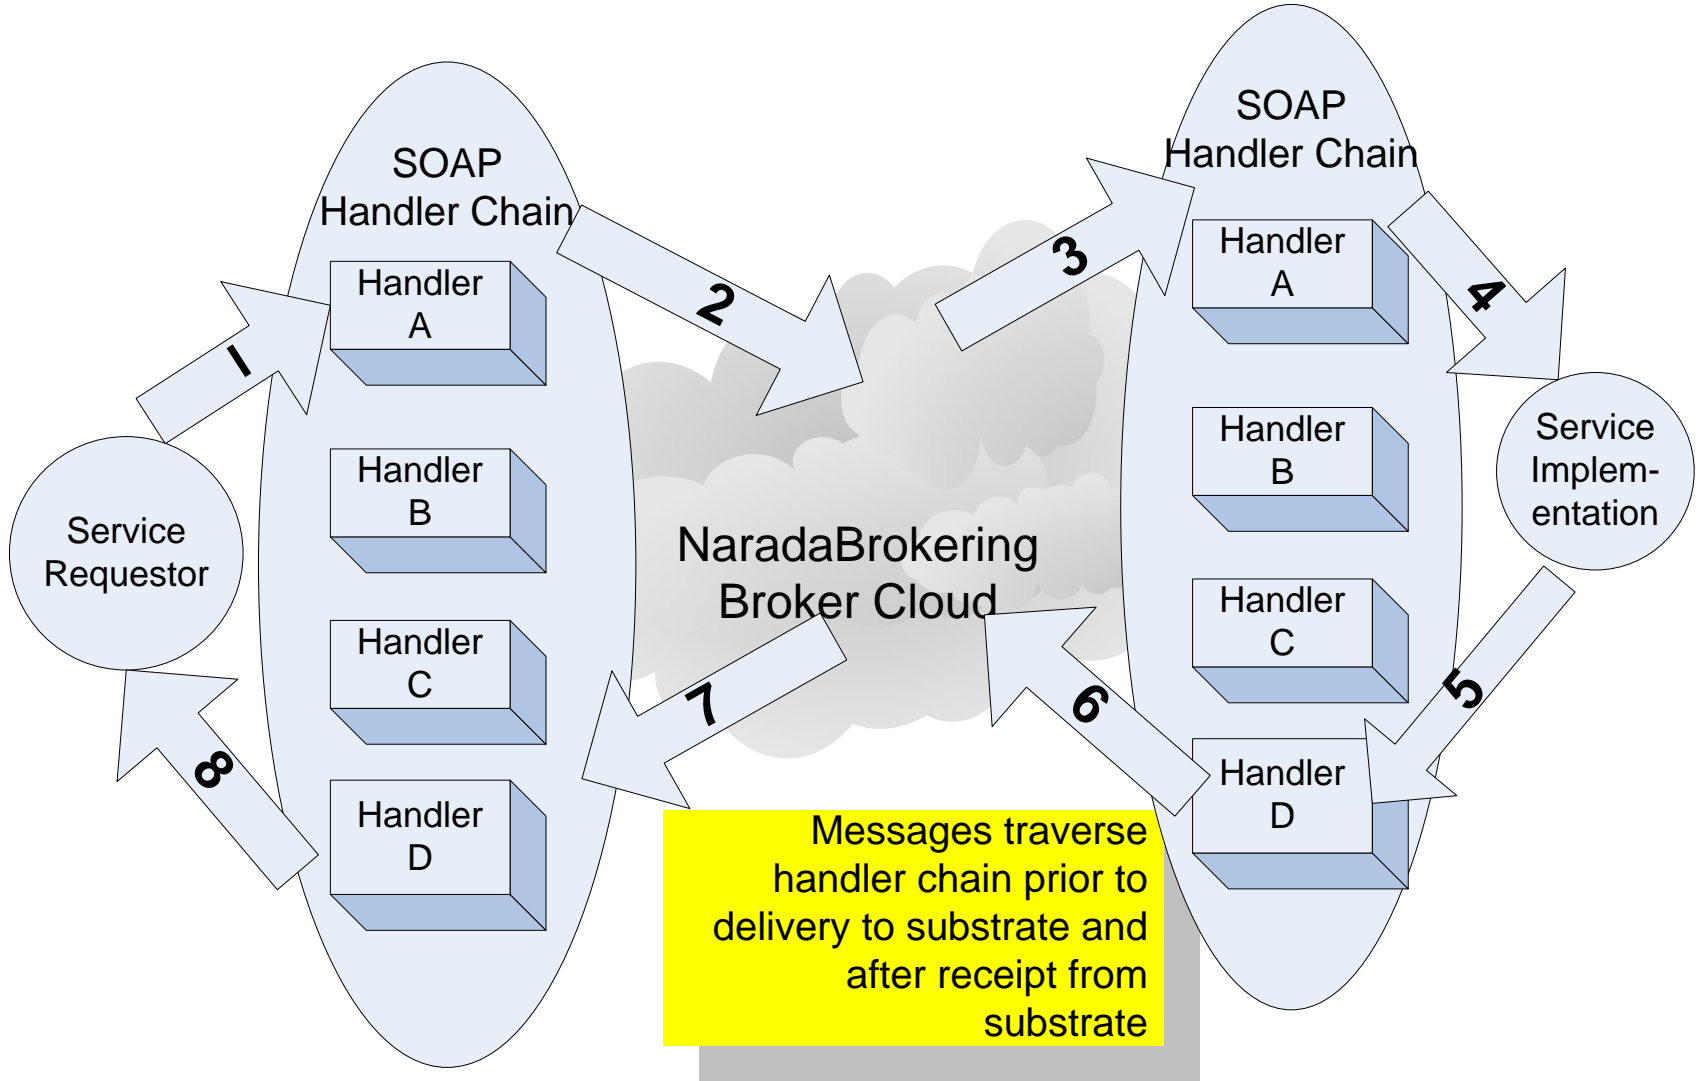 SOAP
Handler Chain
Handler
A
Handler
B
Handler
C
Handler
D
SOAP
Handler Chain
Handler
A
Handler
B
Handler
C
Handler
D
Service
Requestor
Service
Implem-
entation
NaradaBrokering
Broker Cloud
1
2
3
4
5
6
7
8
Messages traverse
handler chain prior to
delivery to substrate and
after receipt from
substrate